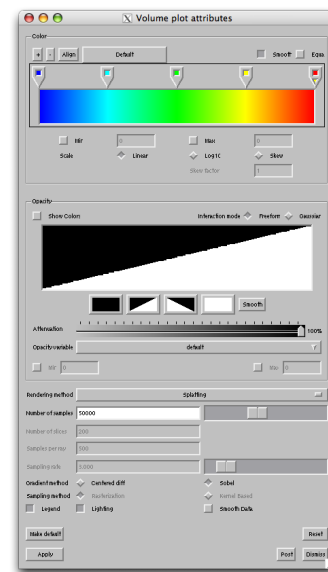 Volume plot attributes
Color
+ - Align Default Smooth Equal
Min 0 Max 0
Scale Linear Log10 Skew
Skew factor 1
Opacity
Show Colors Interaction mode Freeform Gaussian
Smooth
Attenuation 100%
Opacity variable default
Min 0 Max 0
Rendering method Splatting
Number of samples 50000
Number of slices 200
Samples per ray 500
Sampling rate 3.000
Gradient method Centered diff Sobel
Sampling method Rasterization Kernel Based
Legend Lighting Smooth Data
Make default Reset
Apply Post Dismiss